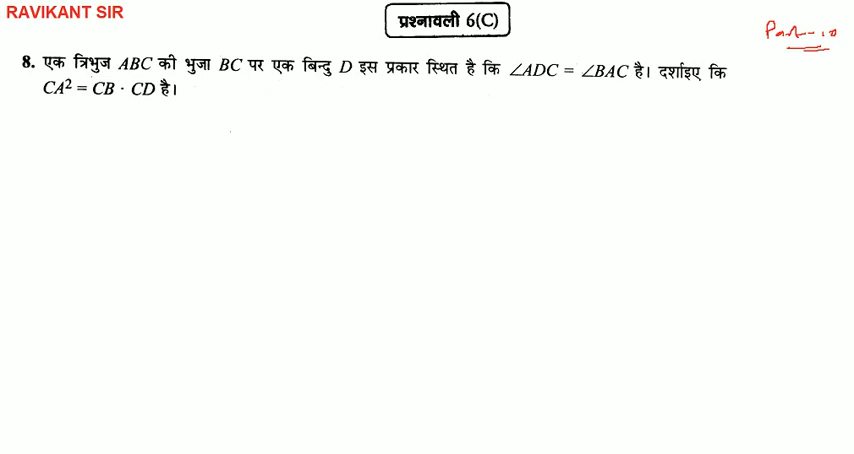 RAVIKANT SIR
प्रश्नावली 6(C)
8. एक त्रिभुज ABC की भुजा BC पर एक बिन्दु D इस प्रकार स्थित है कि ∠ADC = ∠BAC है। दर्शाइए कि
CA² = CB · CD है।